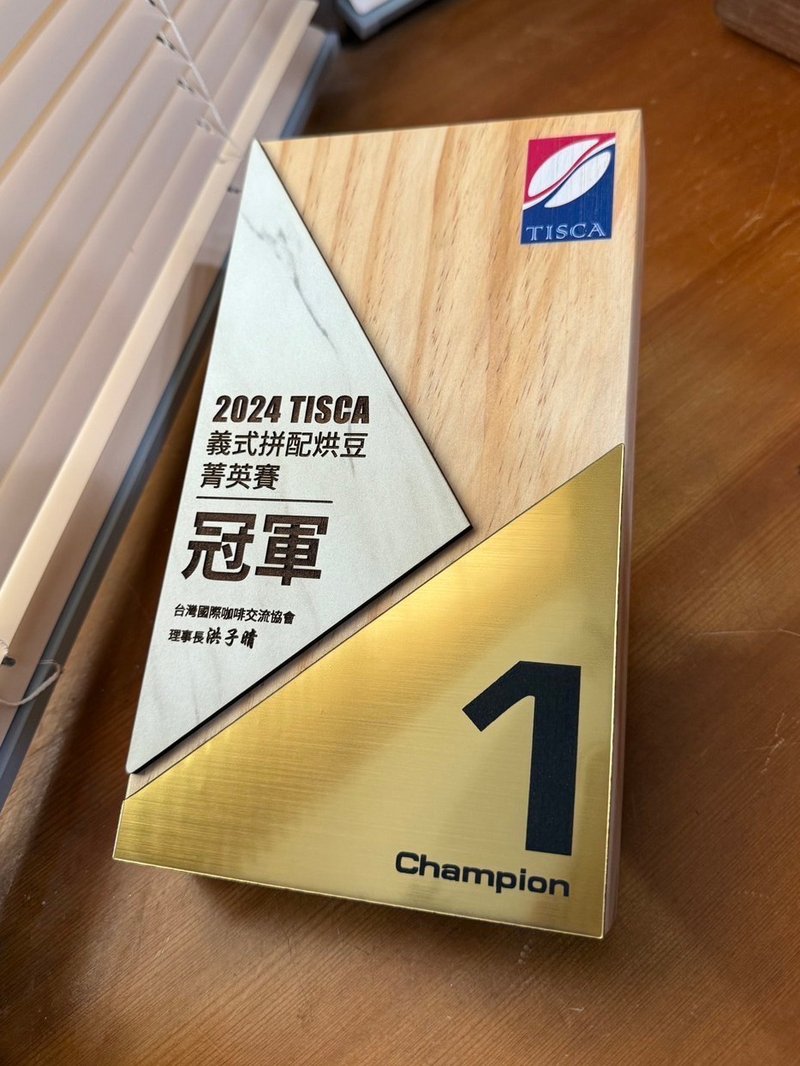 TISCA
2024 TISCA
義式拼配烘豆
菁英賽
冠軍
台灣國際咖啡交流協會
理事長洪子晴
1
Champion